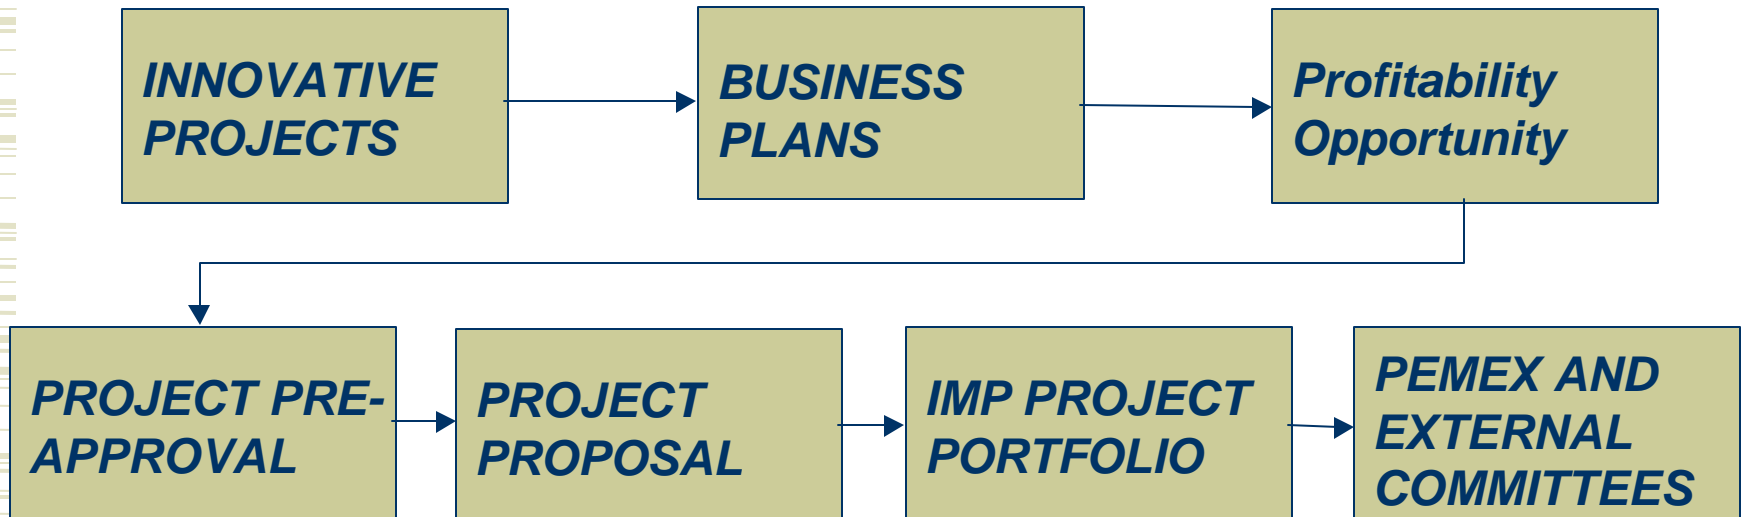 INNOVATIVE
PROJECTS
BUSINESS
PLANS
Profitability
Opportunity
PROJECT PRE-
APPROVAL
PROJECT
PROPOSAL
IMP PROJECT
PORTFOLIO
PEMEX AND
EXTERNAL
COMMITTEES